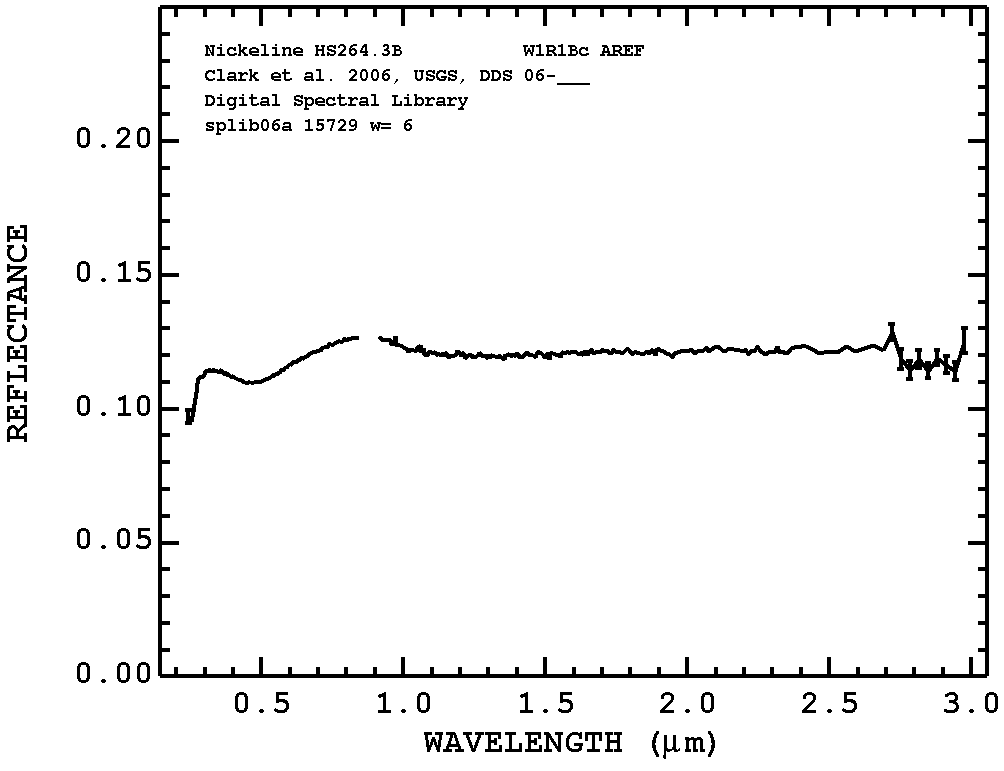 Nickeline HS264.3B W1R1Bc AREF
Clark et al. 2006, USGS, DDS 06-___
Digital Spectral Library
splib06a 15729 w= 6
0.20
0.15
0.10
0.05
0.00
REFLECTANCE
0.5 1.0 1.5 2.0 2.5 3.0
WAVELENGTH (μm)